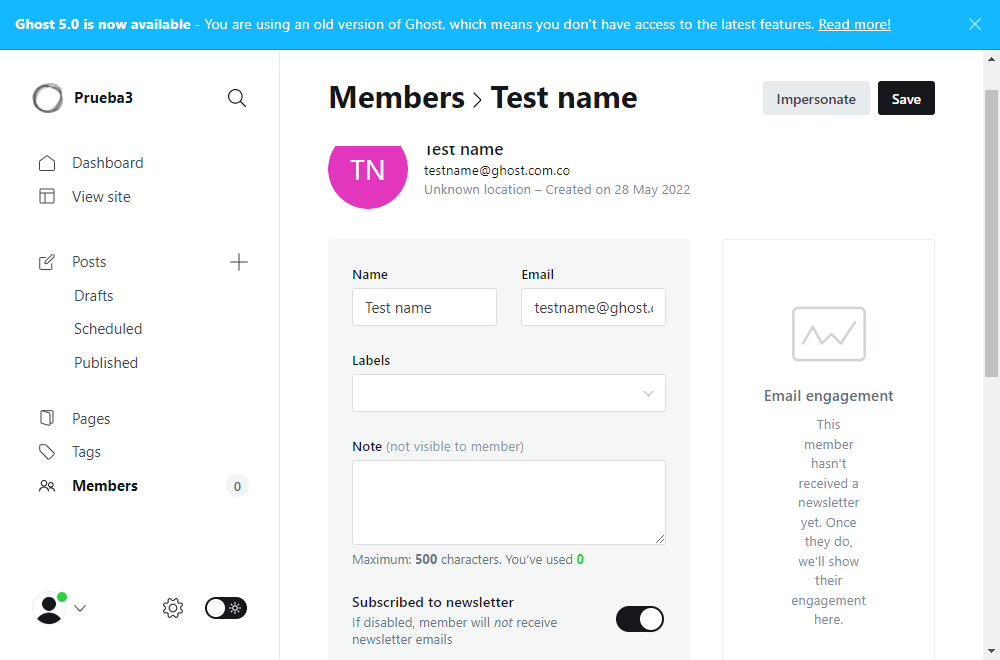 Ghost 5.0 is now available - You are using an old version of Ghost, which means you don't have access to the latest features. Read more!
Prueba3
Dashboard
View site
Posts
Drafts
Scheduled
Published
Pages
Tags
Members
0
Members > Test name
Impersonate
Save
TN
Test name
testname@ghost.com.co
Unknown location – Created on 28 May 2022
Name
Email
Test name
testname@ghost.c
Labels
Note (not visible to member)
Maximum: 500 characters. You've used 0
Subscribed to newsletter
If disabled, member will not receive
newsletter emails
Email engagement
This
member
hasn't
received a
newsletter
yet. Once
they do,
we'll show
their
engagement
here.